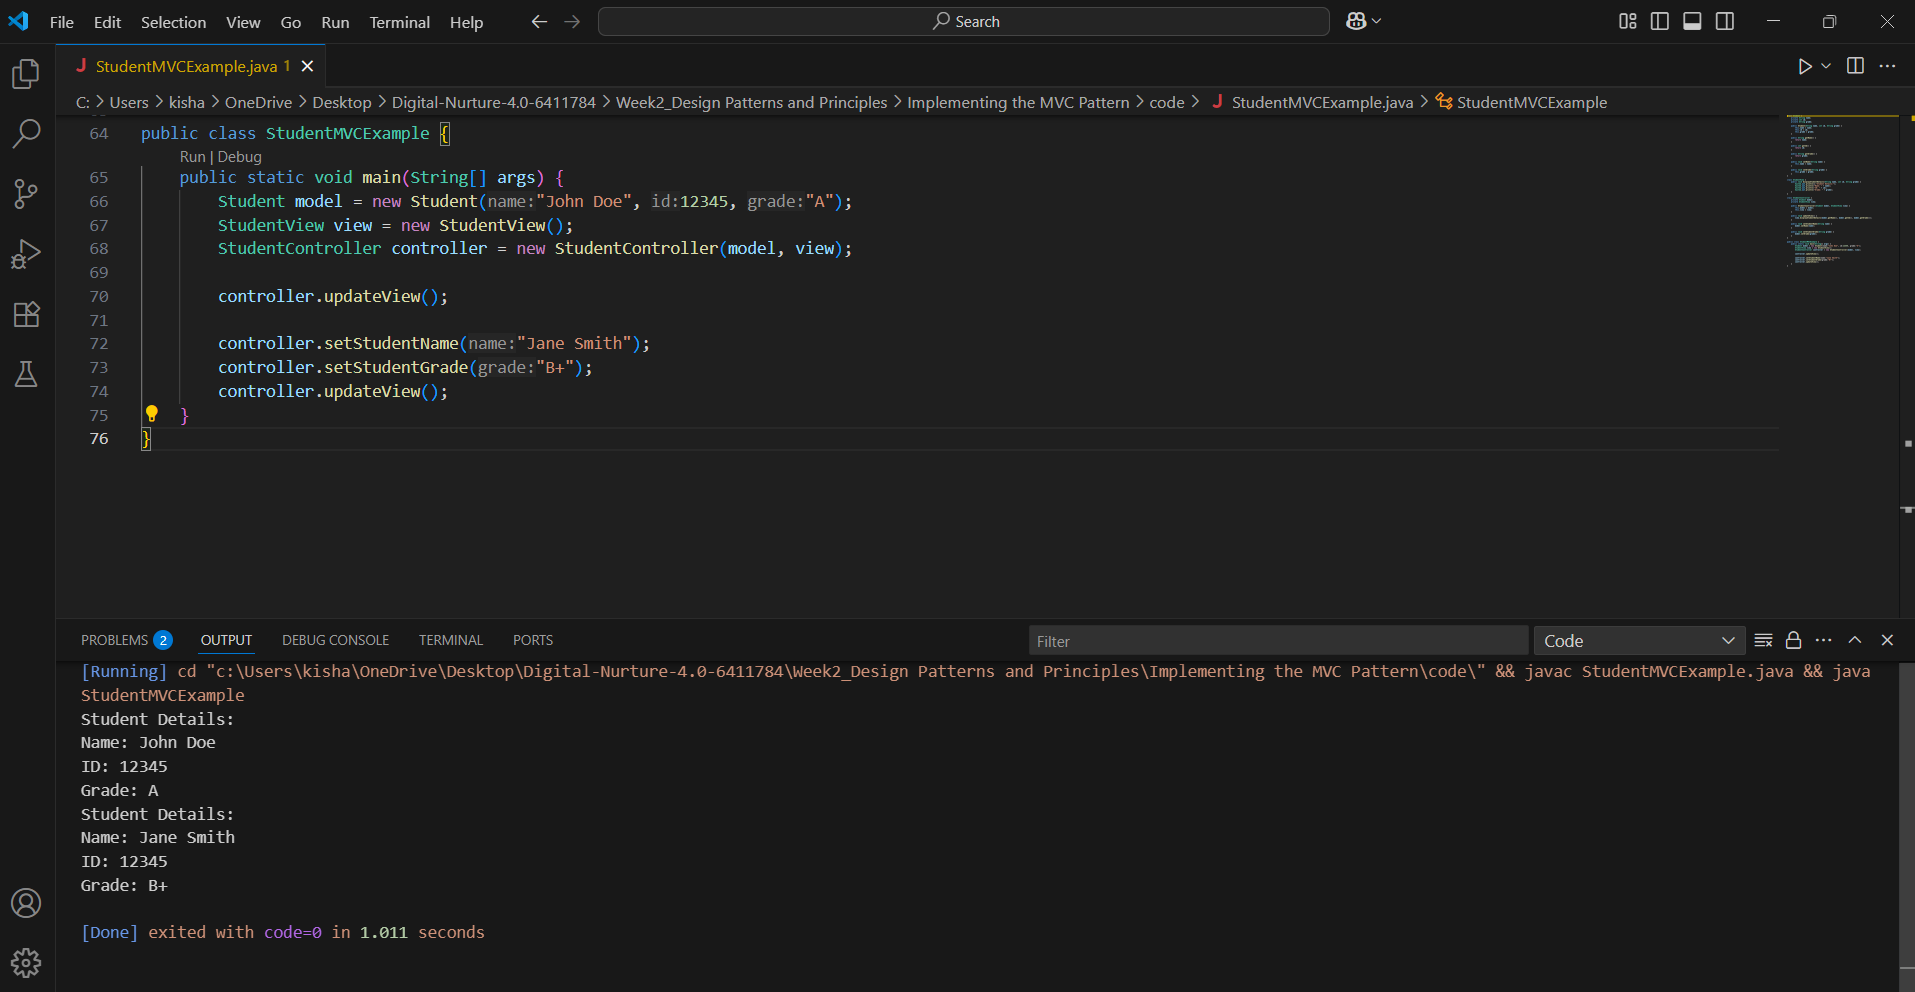 File Edit Selection View Go Run Terminal Help Search
StudentMVCExample.java 1
C: > Users > kisha > OneDrive > Desktop > Digital-Nurture-4.0-6411784 > Week2_Design Patterns and Principles > Implementing the MVC Pattern > code > StudentMVCExample.java > StudentMVCExample
64 public class StudentMVCExample {
Run | Debug
65 public static void main(String[] args) {
66 Student model = new Student(name:"John Doe", id:12345, grade:"A");
67 StudentView view = new StudentView();
68 StudentController controller = new StudentController(model, view);
69
70 controller.updateView();
71
72 controller.setStudentName(name:"Jane Smith");
73 controller.setStudentGrade(grade:"B+");
74 controller.updateView();
75 }
76 }
PROBLEMS 2 OUTPUT DEBUG CONSOLE TERMINAL PORTS Filter Code
[Running] cd "c:\Users\kisha\OneDrive\Desktop\Digital-Nurture-4.0-6411784\Week2_Design Patterns and Principles\Implementing the MVC Pattern\code\" && javac StudentMVCExample.java && java
StudentMVCExample
Student Details:
Name: John Doe
ID: 12345
Grade: A
Student Details:
Name: Jane Smith
ID: 12345
Grade: B+
[Done] exited with code=0 in 1.011 seconds